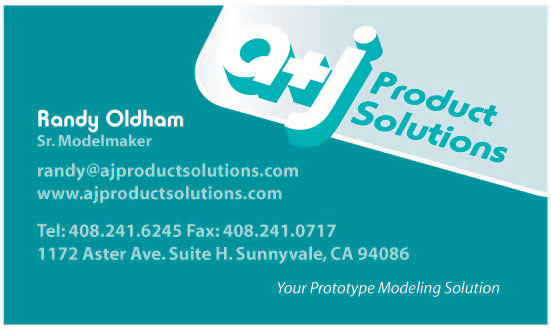 a+j
Product
Solutions
Randy Oldham
Sr. Modelmaker
randy@ajproductsolutions.com
www.ajproductsolutions.com
Tel: 408.241.6245 Fax: 408.241.0717
1172 Aster Ave. Suite H. Sunnyvale, CA 94086
Your Prototype Modeling Solution